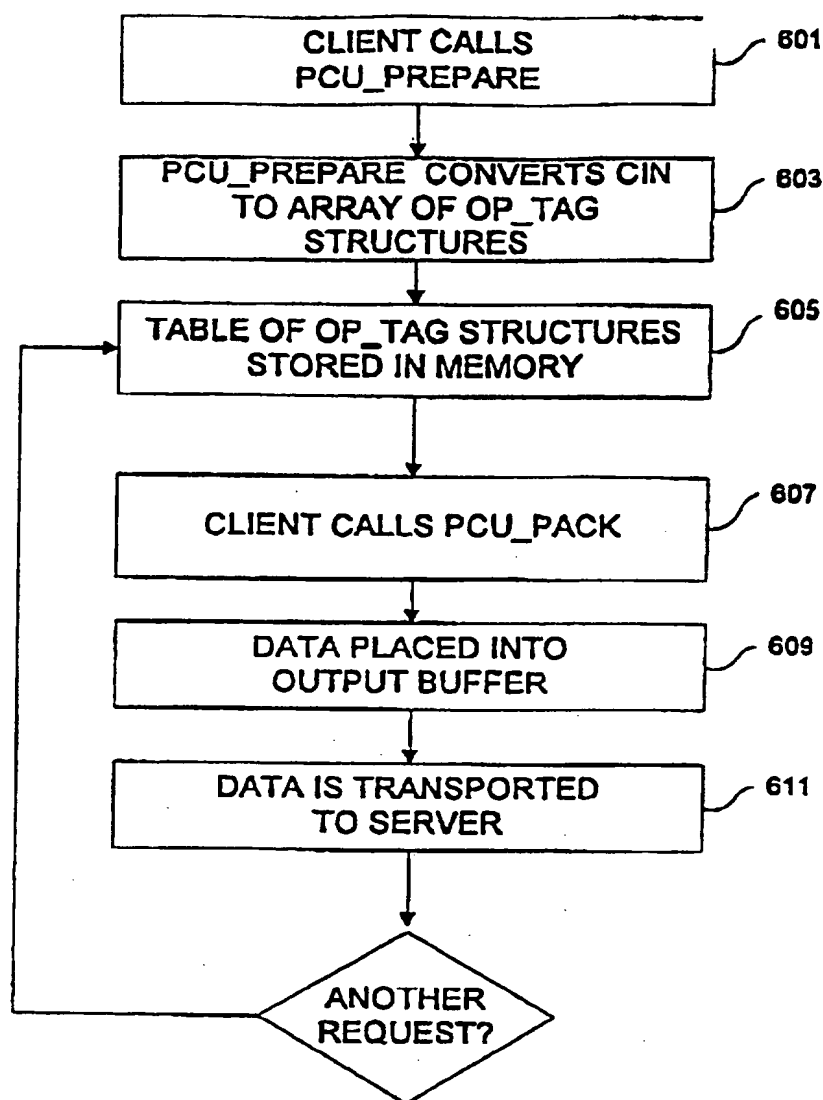 CLIENT CALLS
PCU_PREPARE
601
PCU_PREPARE CONVERTS CIN
TO ARRAY OF OP_TAG
STRUCTURES
603
TABLE OF OP_TAG STRUCTURES
STORED IN MEMORY
605
CLIENT CALLS PCU_PACK
607
DATA PLACED INTO
OUTPUT BUFFER
609
DATA IS TRANSPORTED
TO SERVER
611
ANOTHER
REQUEST?